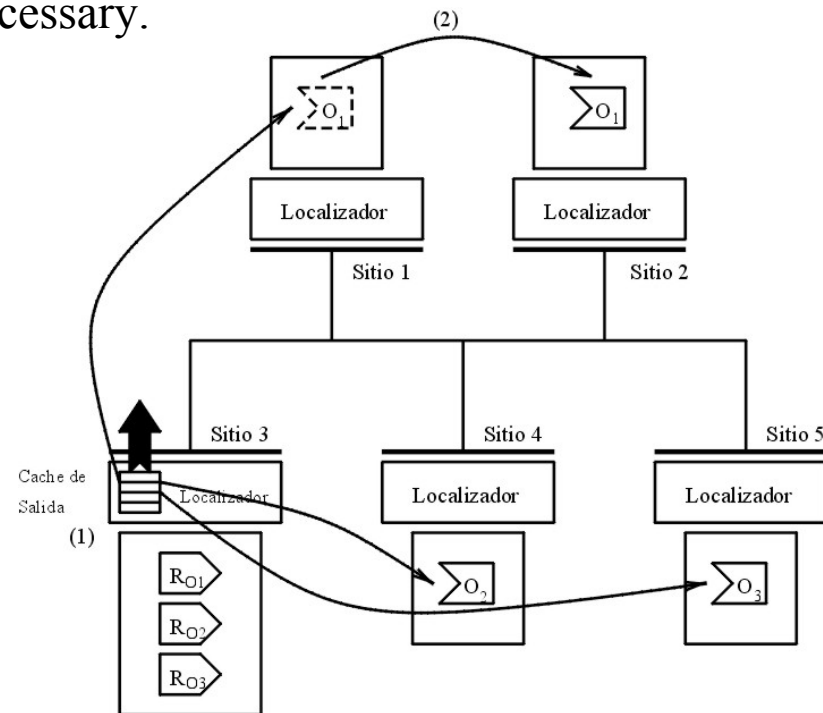 cessary.
(2)
O1
O1
Localizador
Localizador
Sitio 1
Sitio 2
Sitio 3
Sitio 4
Sitio 5
Cache de
Salida
Localizador
Localizador
Localizador
(1)
RO1
O2
O3
RO2
RO3